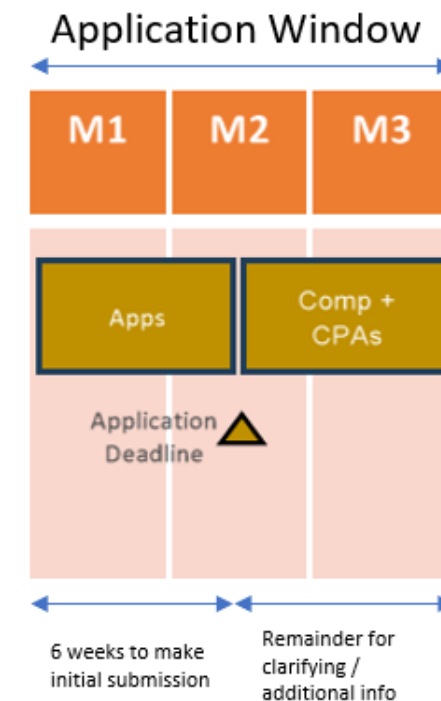 Application Window
M1 M2 M3
Apps
Comp +
CPAs
Application
Deadline
6 weeks to make
initial submission
Remainder for
clarifying /
additional info